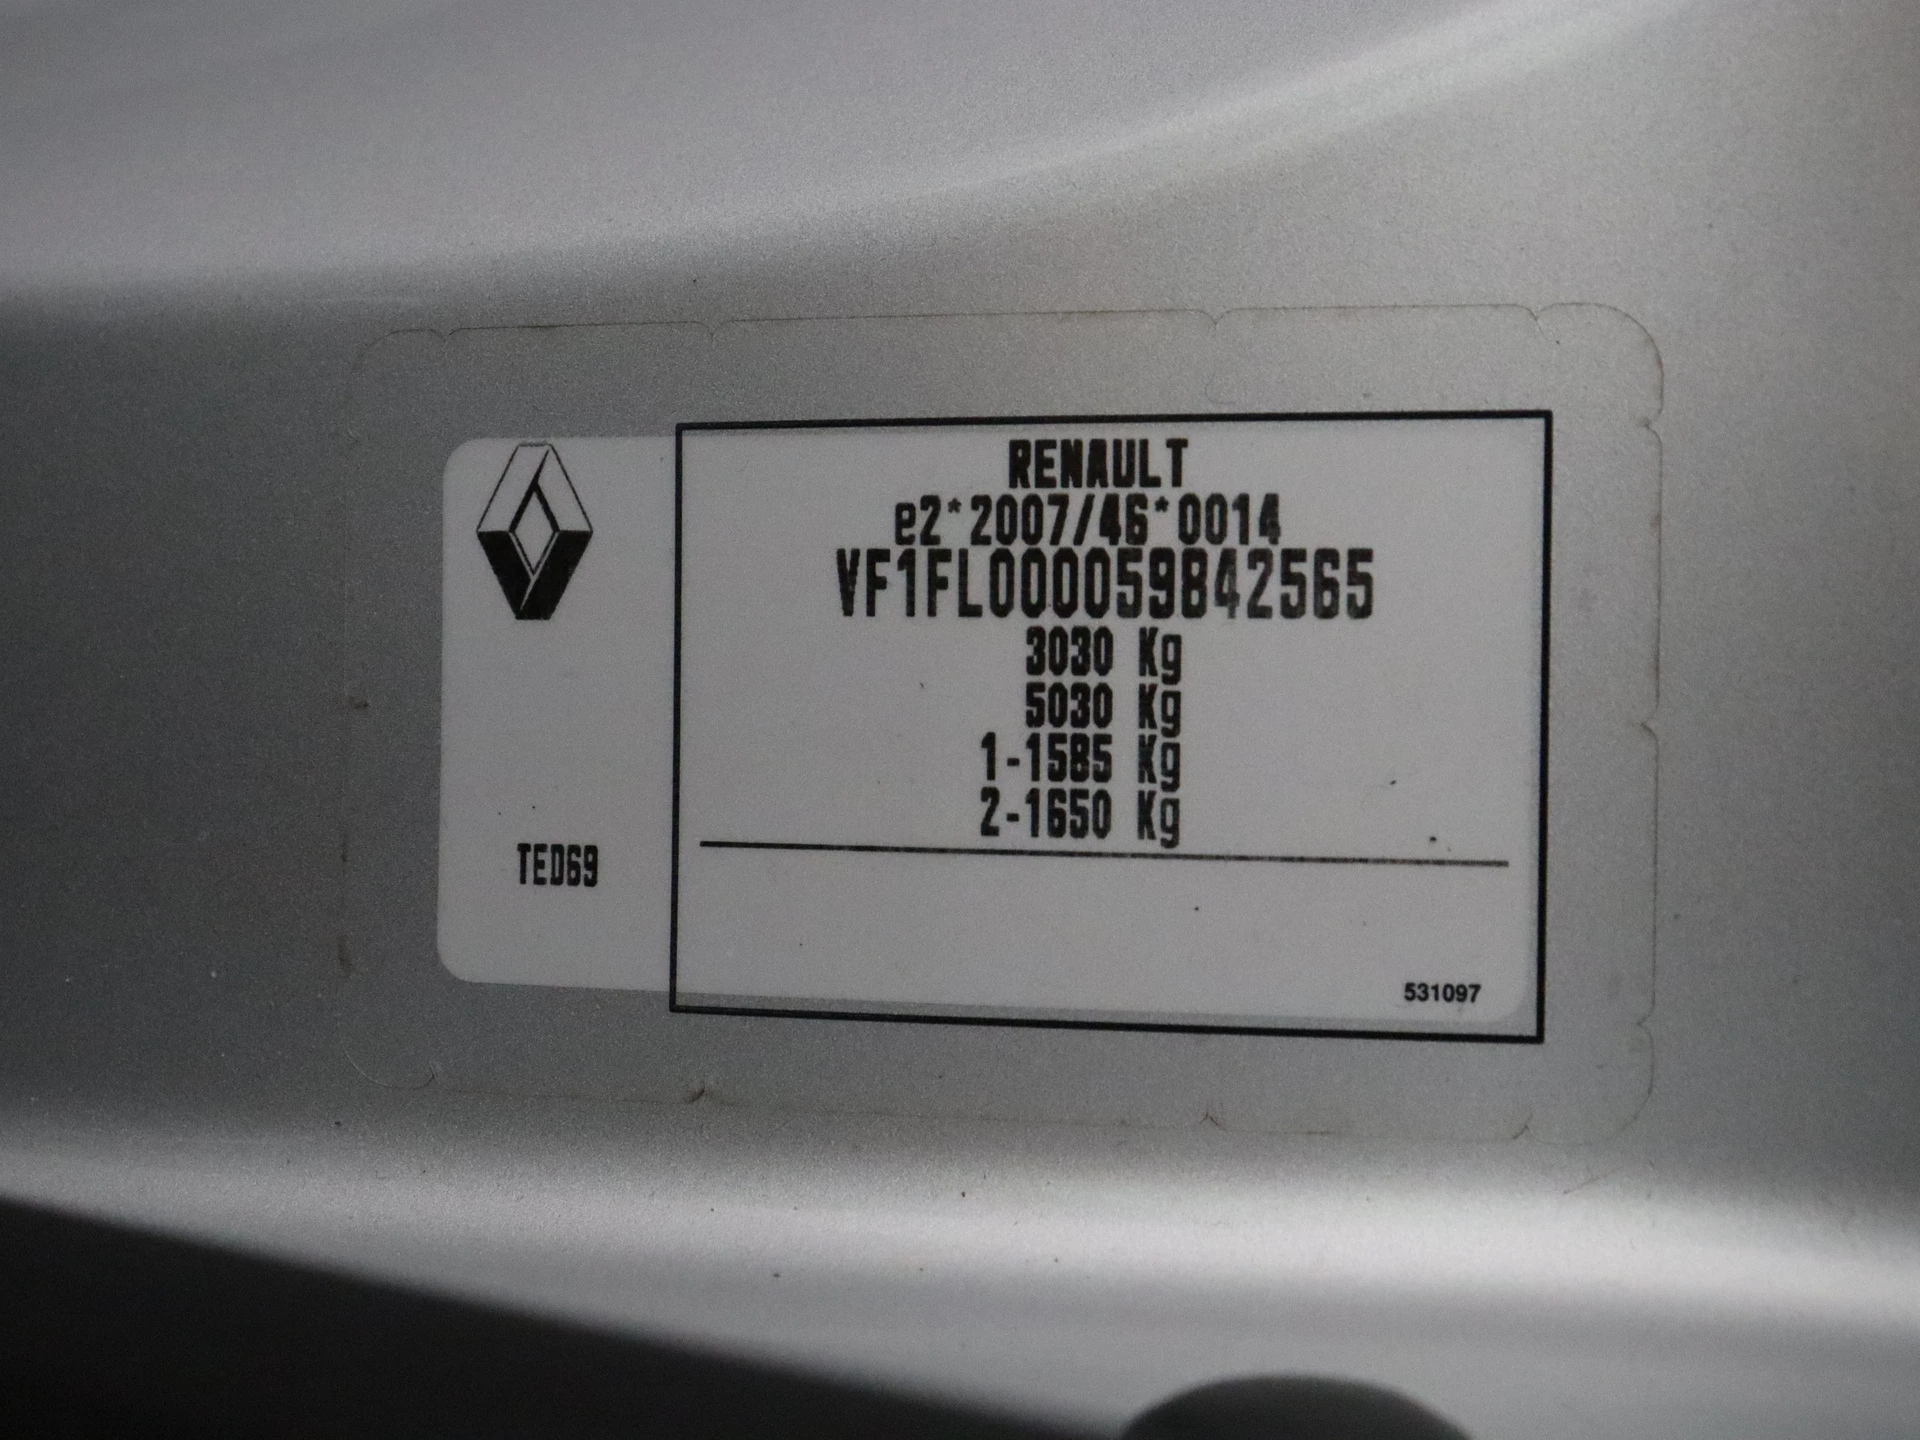 RENAULT
e2*2007/46*0014
VF1FL000059842565
3030 Kg
5030 Kg
1-1585 Kg
2-1650 Kg
TED69
531097